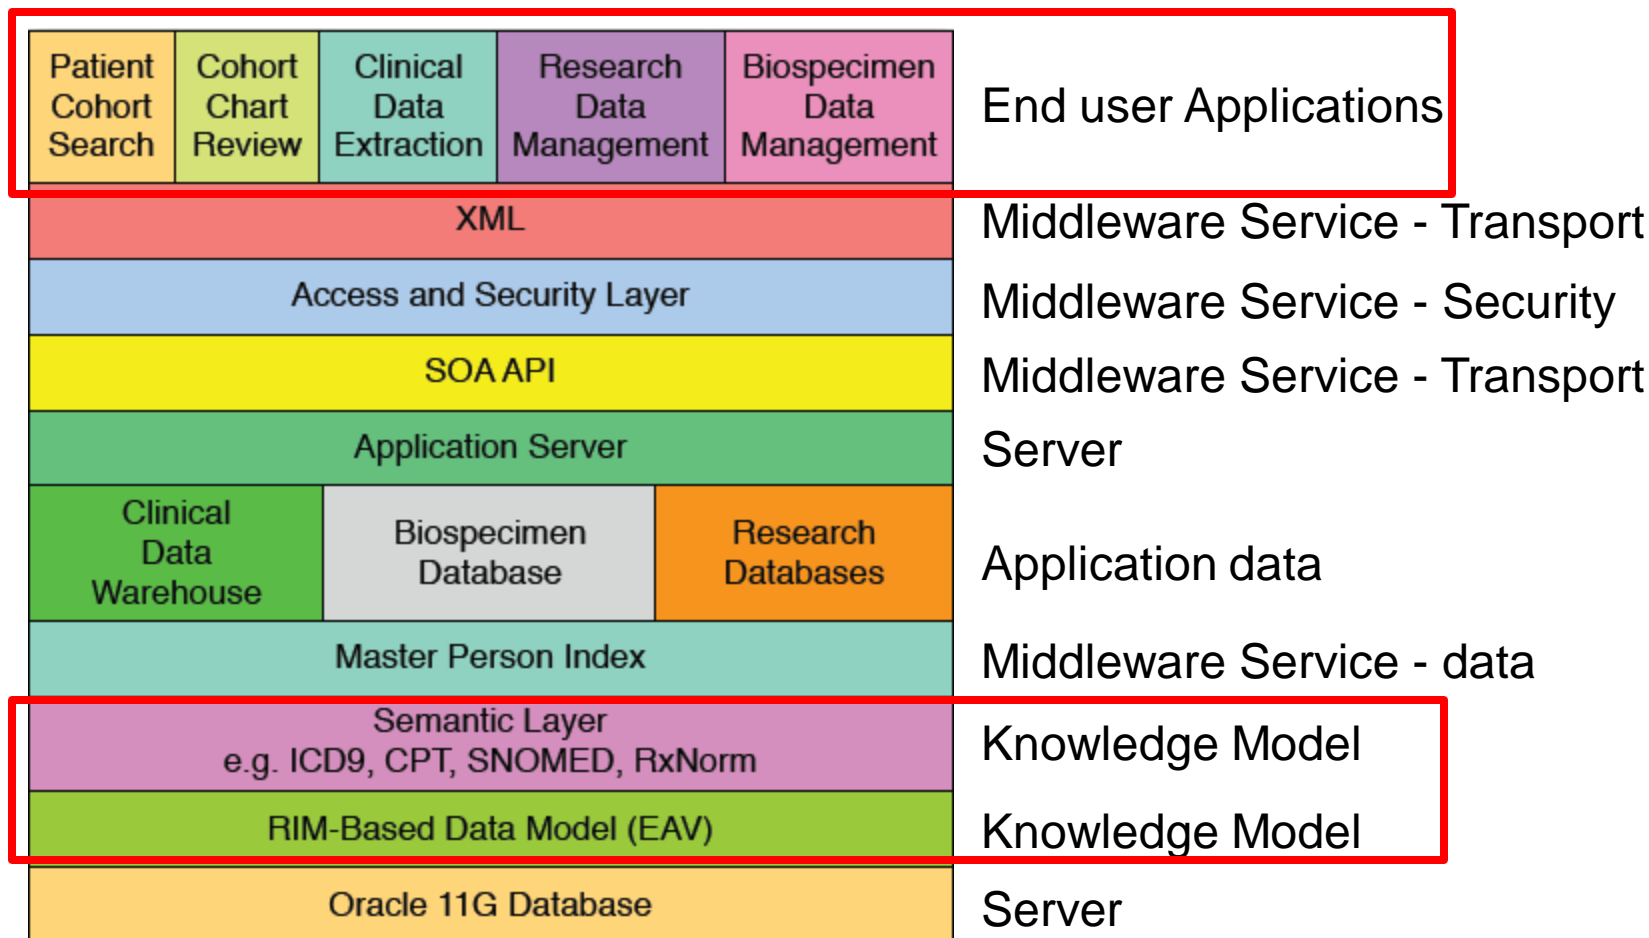 Patient
Cohort
Search
Cohort
Chart
Review
Clinical
Data
Extraction
Research
Data
Management
Biospecimen
Data
Management
End user Applications
XML
Middleware Service - Transport
Access and Security Layer
Middleware Service - Security
SOA API
Middleware Service - Transport
Application Server
Server
Clinical
Data
Warehouse
Biospecimen
Database
Research
Databases
Application data
Master Person Index
Middleware Service - data
Semantic Layer
e.g. ICD9, CPT, SNOMED, RxNorm
Knowledge Model
RIM-Based Data Model (EAV)
Knowledge Model
Oracle 11G Database
Server